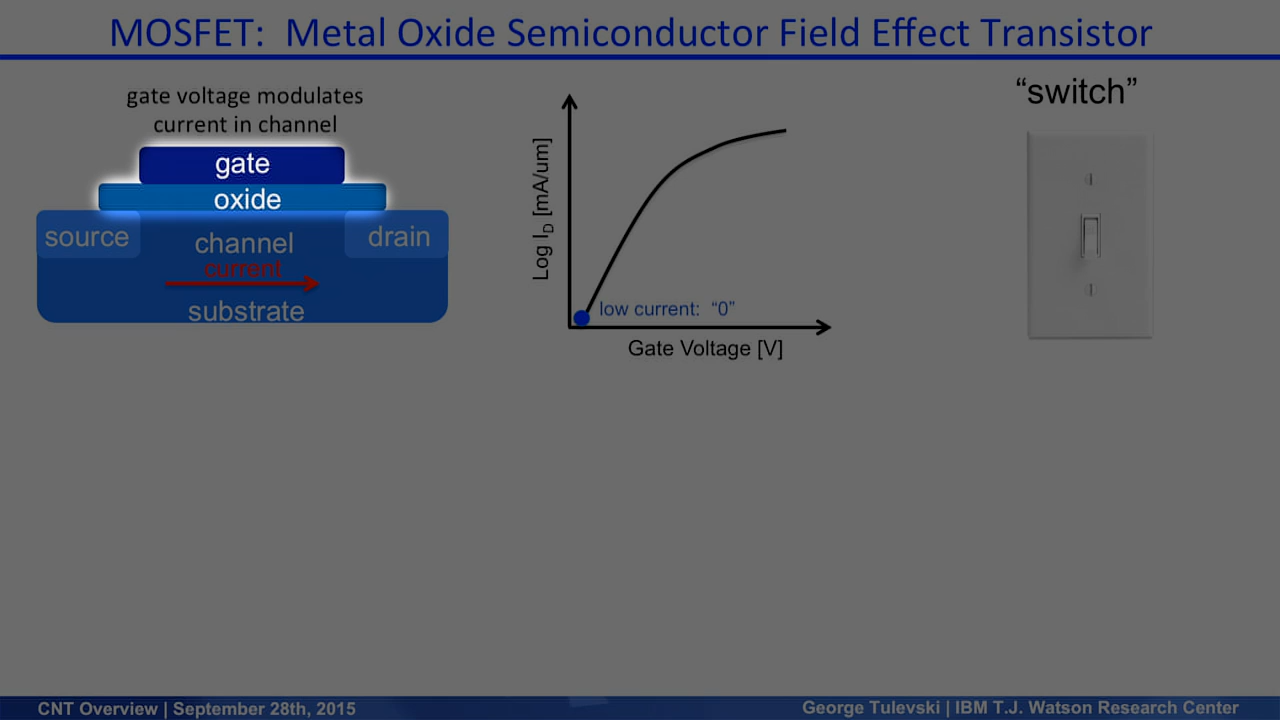 MOSFET: Metal Oxide Semiconductor Field Effect Transistor
gate voltage modulates
current in channel
gate
oxide
source
channel
drain
current
substrate
Log I_D [mA/um]
low current: “0”
Gate Voltage [V]
“switch”
CNT Overview | September 28th, 2015
George Tulevski | IBM T.J. Watson Research Center